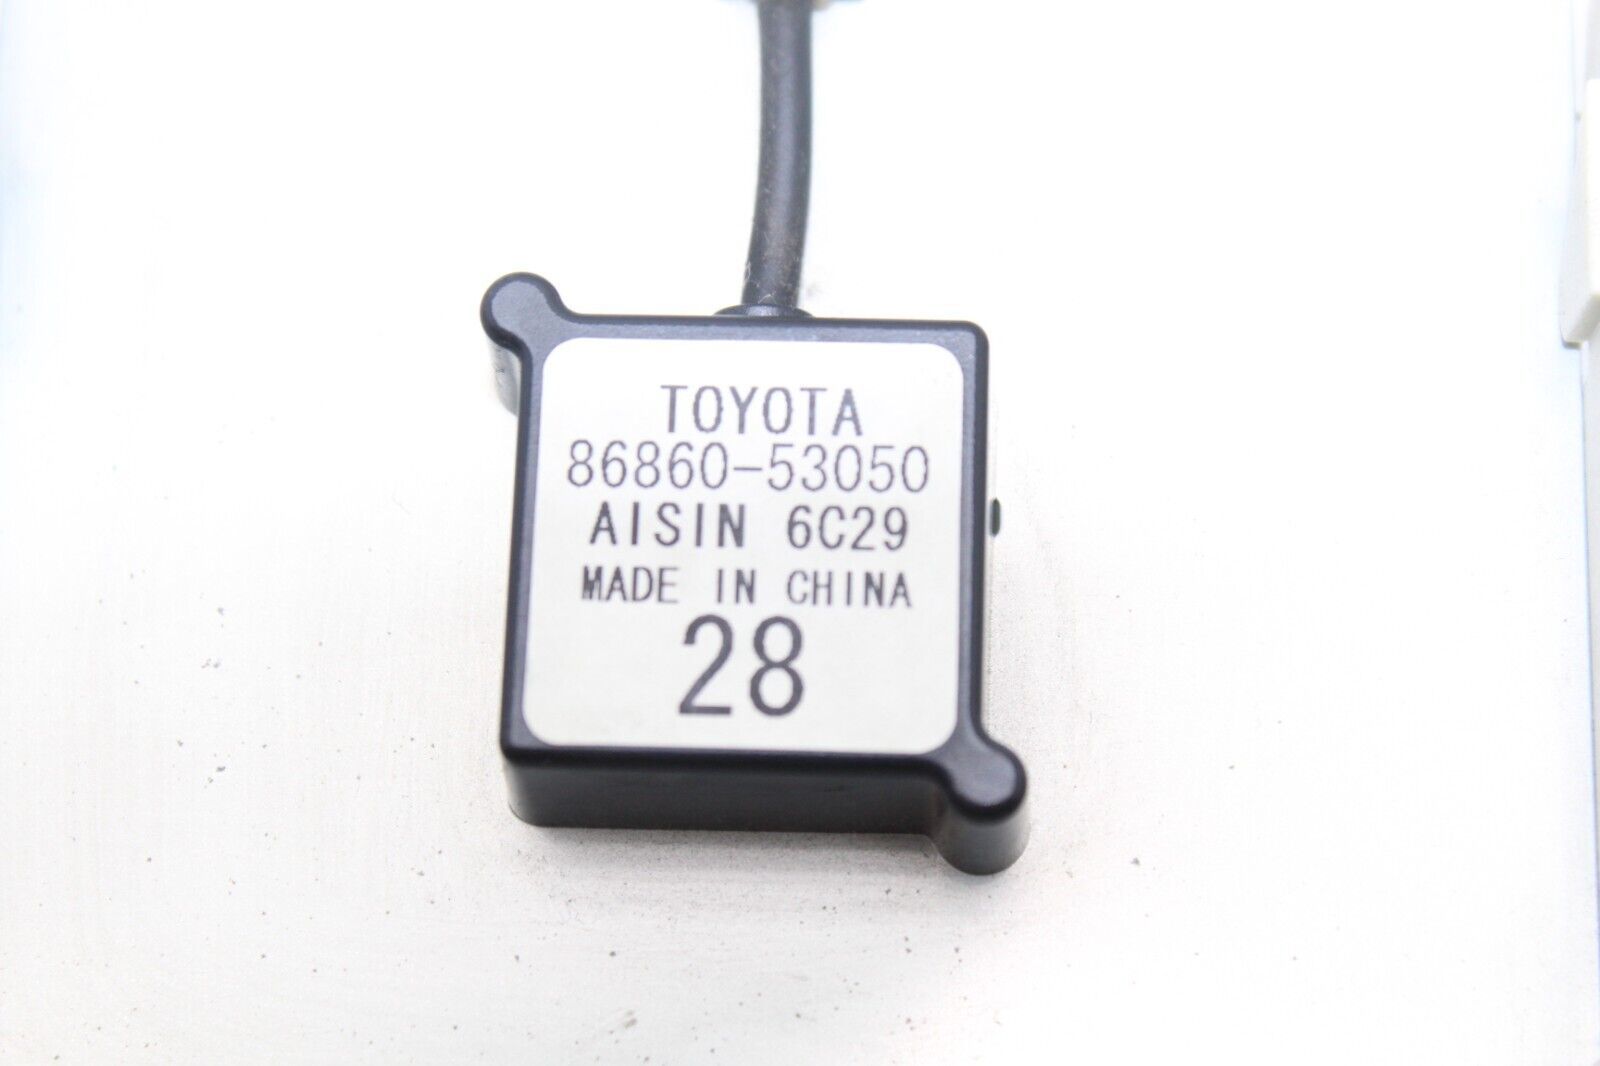 TOYOTA
86860-53050
AISIN 6C29
MADE IN CHINA
28